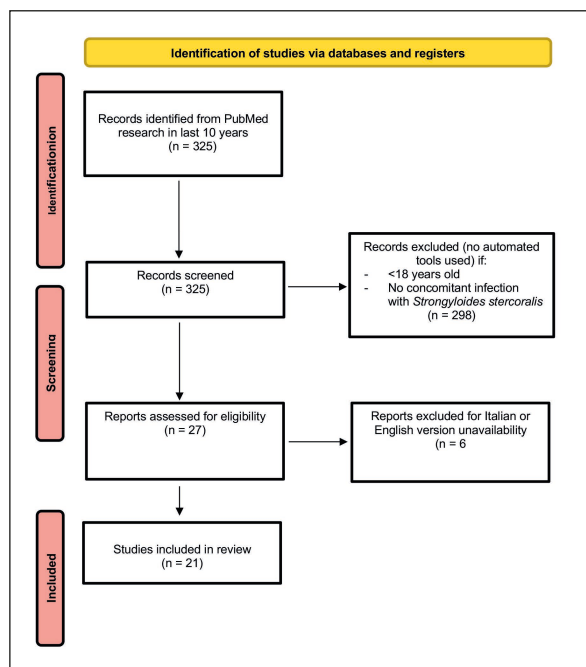 Identification of studies via databases and registers
Identificationion
Records identified from PubMed
research in last 10 years
(n = 325)
Records screened
(n = 325)
Records excluded (no automated
tools used) if:
- <18 years old
- No concomitant infection
with Strongyloides stercoralis
(n = 298)
Screening
Reports assessed for eligibility
(n = 27)
Reports excluded for Italian or
English version unavailability
n = 6
Included
Studies included in review
(n = 21)